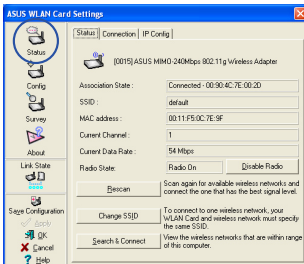 ASUS WLAN Card Settings
Status
Config
Survey
About
Link State
Save Configuration
Apply
OK
Cancel
? Help
Status Connection IP Config
[0015] ASUS MIMO-240Mbps 802.11g Wireless Adapter
Association State : Connected - 00:90:4C:7E:00:2D
SSID : default
MAC address : 00:11:F5:0C:7E:9F
Current Channel : 1
Current Data Rate : 54 Mbps
Radio State: Radio On Disable Radio
Rescan Scan again for available wireless networks and
connect the one that has the best signal level.
Change SSID To connect to one wireless network, your
WLAN Card and wireless network must specify
the same SSID.
Search & Connect View the wireless networks that are within range
of this computer.